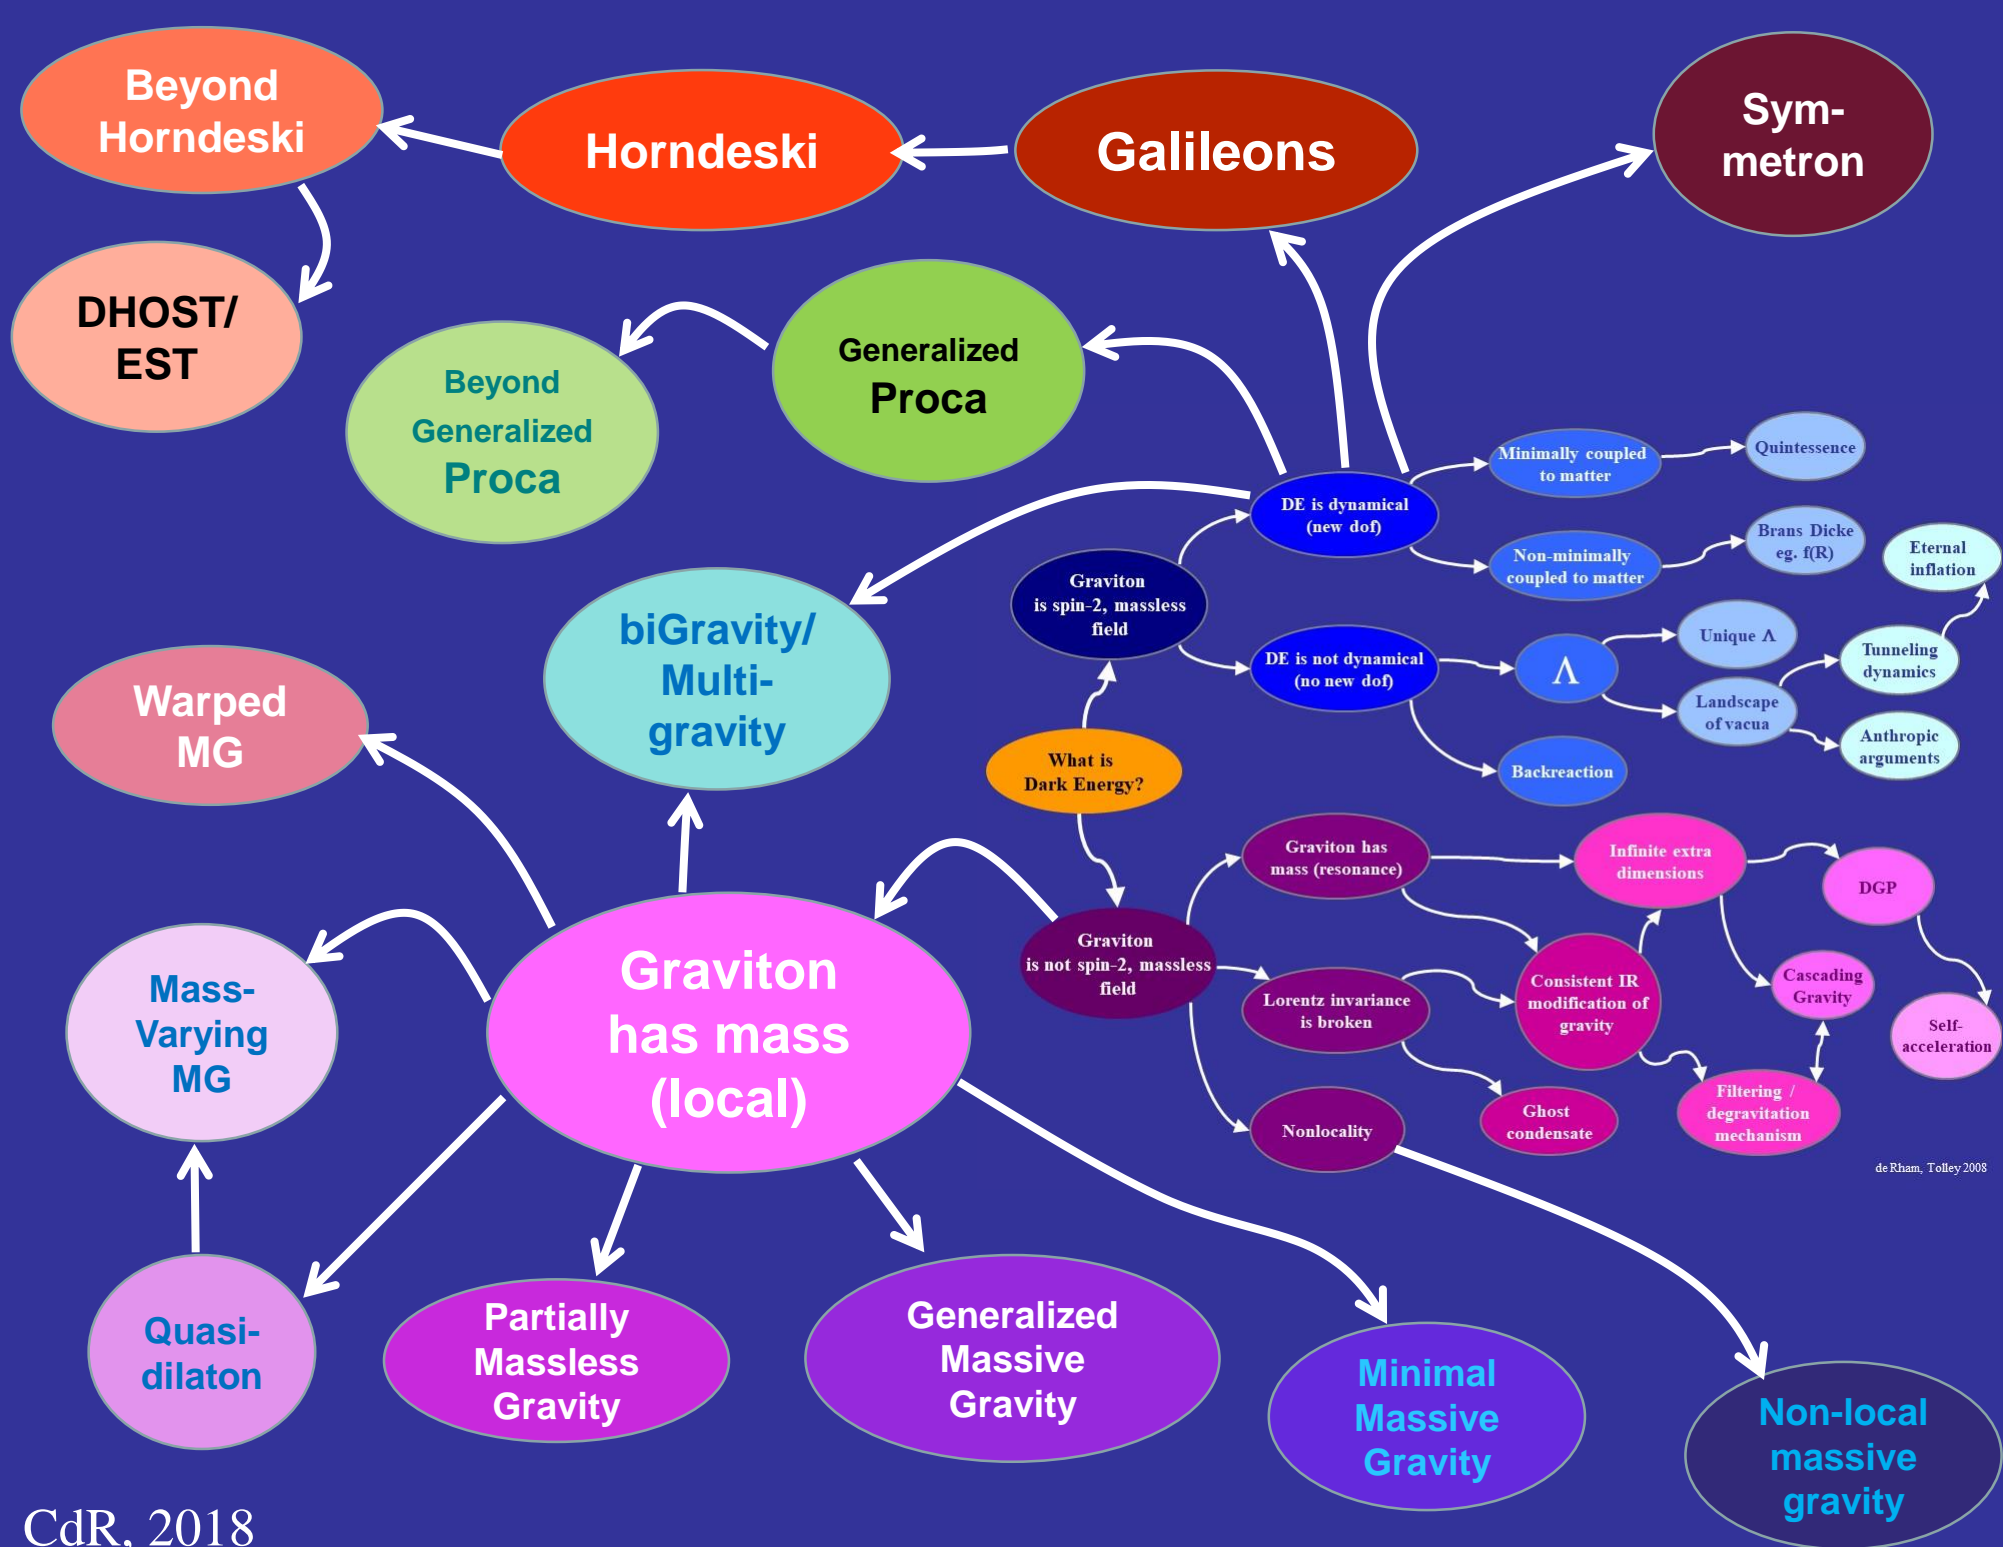 Beyond
Horndeski
Horndeski
Galileons
Sym-
metron
DHOST/
EST
Beyond
Generalized
Proca
Generalized
Proca
DE is dynamical
(new dof)
Minimally coupled
to matter
Quintessence
Non-minimally
coupled to matter
Brans Dicke
eg. f(R)
Eternal
inflation
Graviton
is spin-2, massless
field
DE is not dynamical
(no new dof)
Λ
Unique Λ
Landscape
of vacua
Tunneling
dynamics
Anthropic
arguments
Backreaction
biGravity/
Multi-
gravity
Warped
MG
What is
Dark Energy?
Graviton has
mass (resonance)
Infinite extra
dimensions
DGP
Graviton
is not spin-2, massless
field
Lorentz invariance
is broken
Consistent IR
modification of
gravity
Cascading
Gravity
Self-
acceleration
Nonlocality
Ghost
condensate
Filtering /
degravitation
mechanism
de Rham, Tolley 2008
Graviton
has mass
(local)
Mass-
Varying
MG
Quasi-
dilaton
Partially
Massless
Gravity
Generalized
Massive
Gravity
Minimal
Massive
Gravity
Non-local
massive
gravity
CdR, 2018